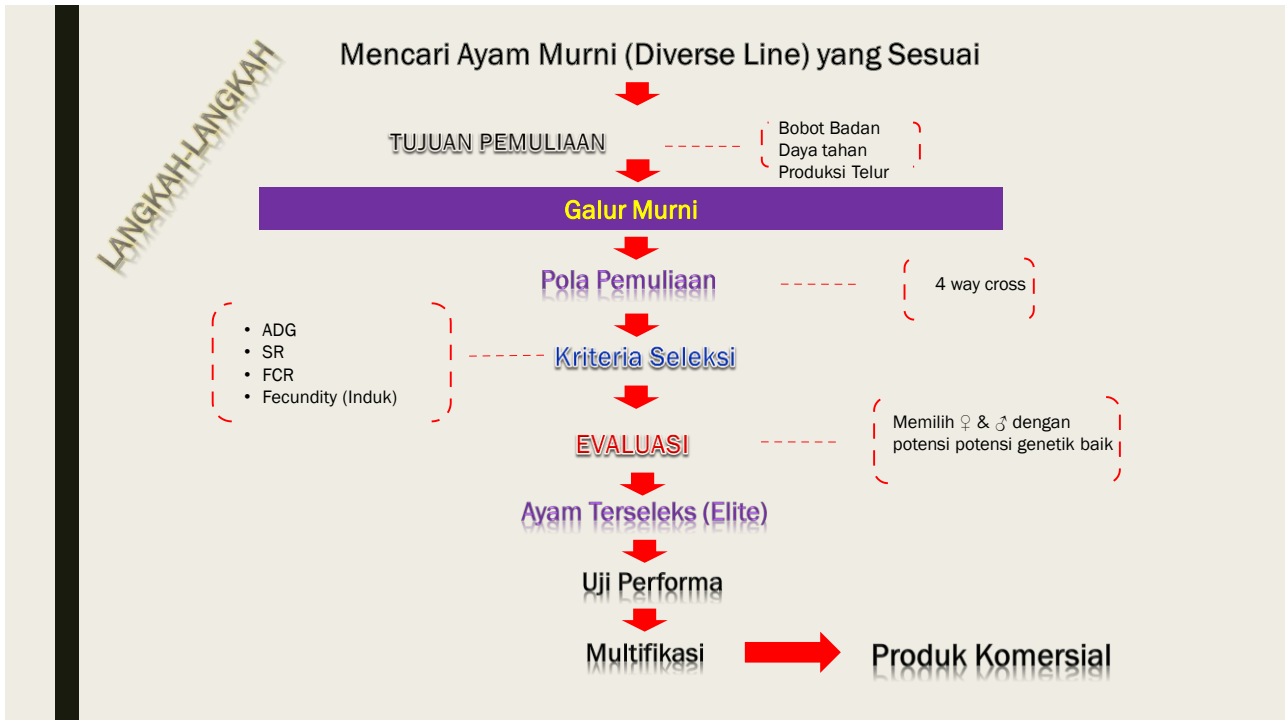 LANGKAH-LANGKAH
Mencari Ayam Murni (Diverse Line) yang Sesuai
TUJUAN PEMULIAAN
Bobot Badan
Daya tahan
Produksi Telur
Galur Murni
Pola Pemuliaan
4 way cross
• ADG
• SR
• FCR
• Fecundity (Induk)
Kriteria Seleksi
EVALUASI
Memilih ♀ & ♂ dengan
potensi potensi genetik baik
Ayam Terseleks (Elite)
Uji Performa
Multifikasi
Produk Komersial